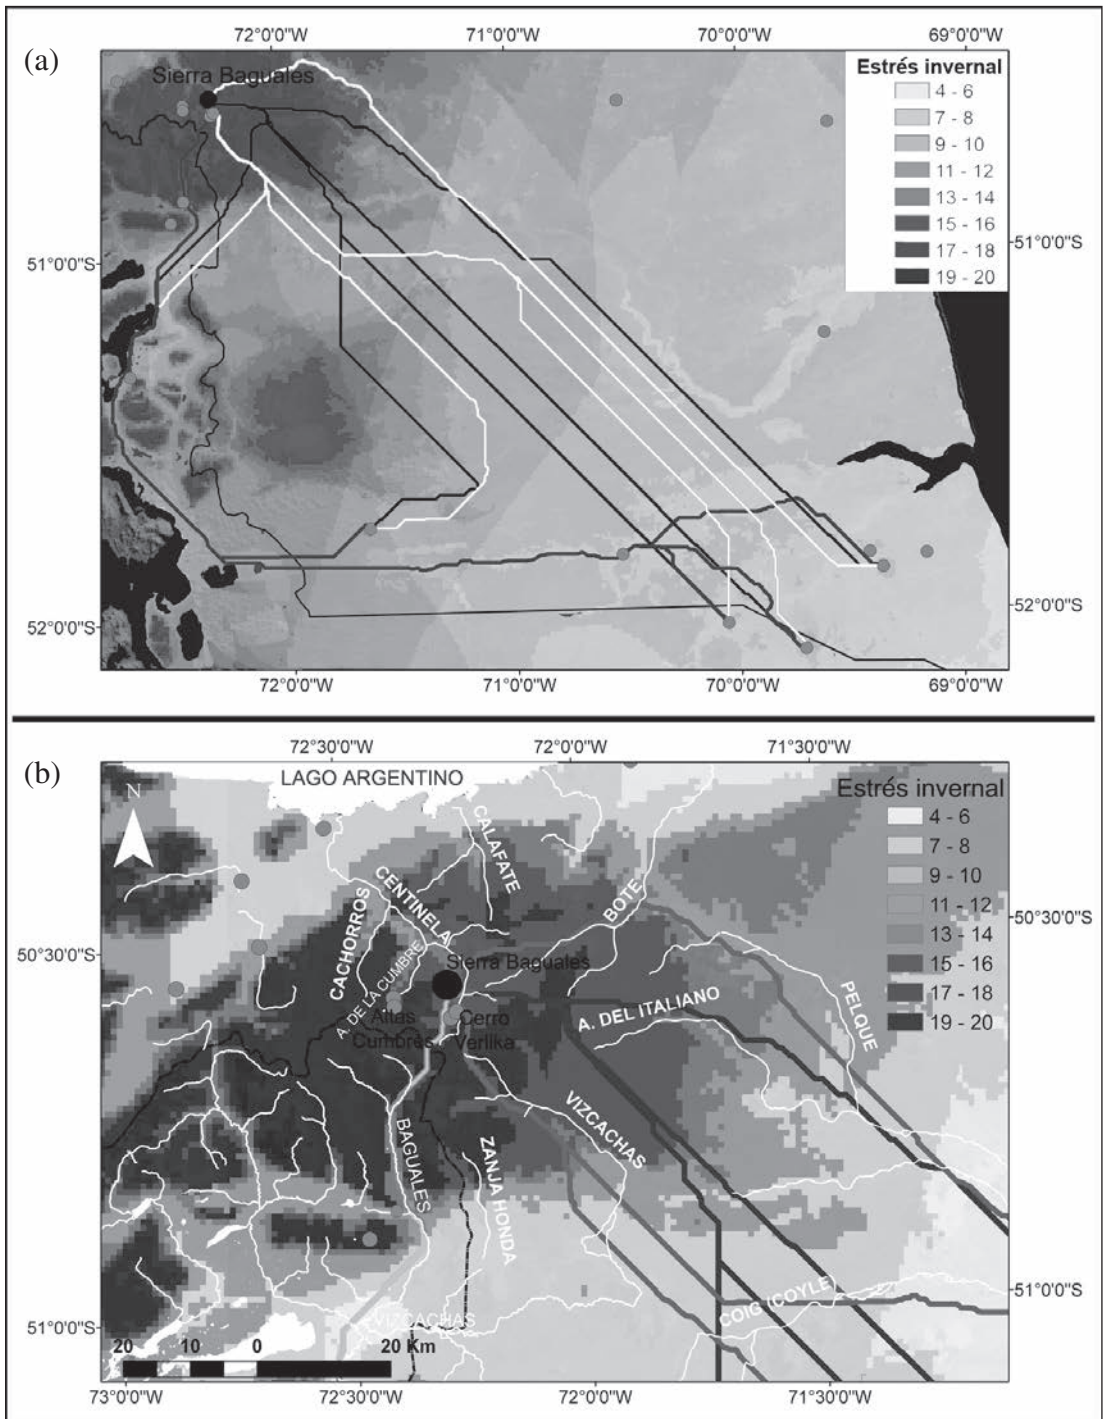 (a)
72°0'0"W 71°0'0"W 70°0'0"W 69°0'0"W
Sierra Baguales
Estrés invernal
4 - 6
7 - 8
9 - 10
11 - 12
13 - 14
15 - 16
17 - 18
19 - 20
51°0'0"S
51°0'0"S
52°0'0"S
52°0'0"S
72°0'0"W 71°0'0"W 70°0'0"W 69°0'0"W
(b)
72°30'0"W 72°0'0"W 71°30'0"W
LAGO ARGENTINO
Estrés invernal
4 - 6
7 - 8
9 - 10
11 - 12
13 - 14
15 - 16
17 - 18
19 - 20
N
CALAFATE
CENTINELA
CACHORROS
BOTE
50°30'0"S
50°30'0"S
A. DE LA CUMBRE
Sierra Baguales
A. DEL ITALIANO
PELQUE
Altas
Cumbres
Cerro
Verlika
VIZCACHAS
BAGUALES
ZANJA HONDA
COIG (COYLE
VIZCACHAS
51°0'0"S
51°0'0"S
20 10 0 20 Km
73°0'0"W 72°30'0"W 72°0'0"W 71°30'0"W